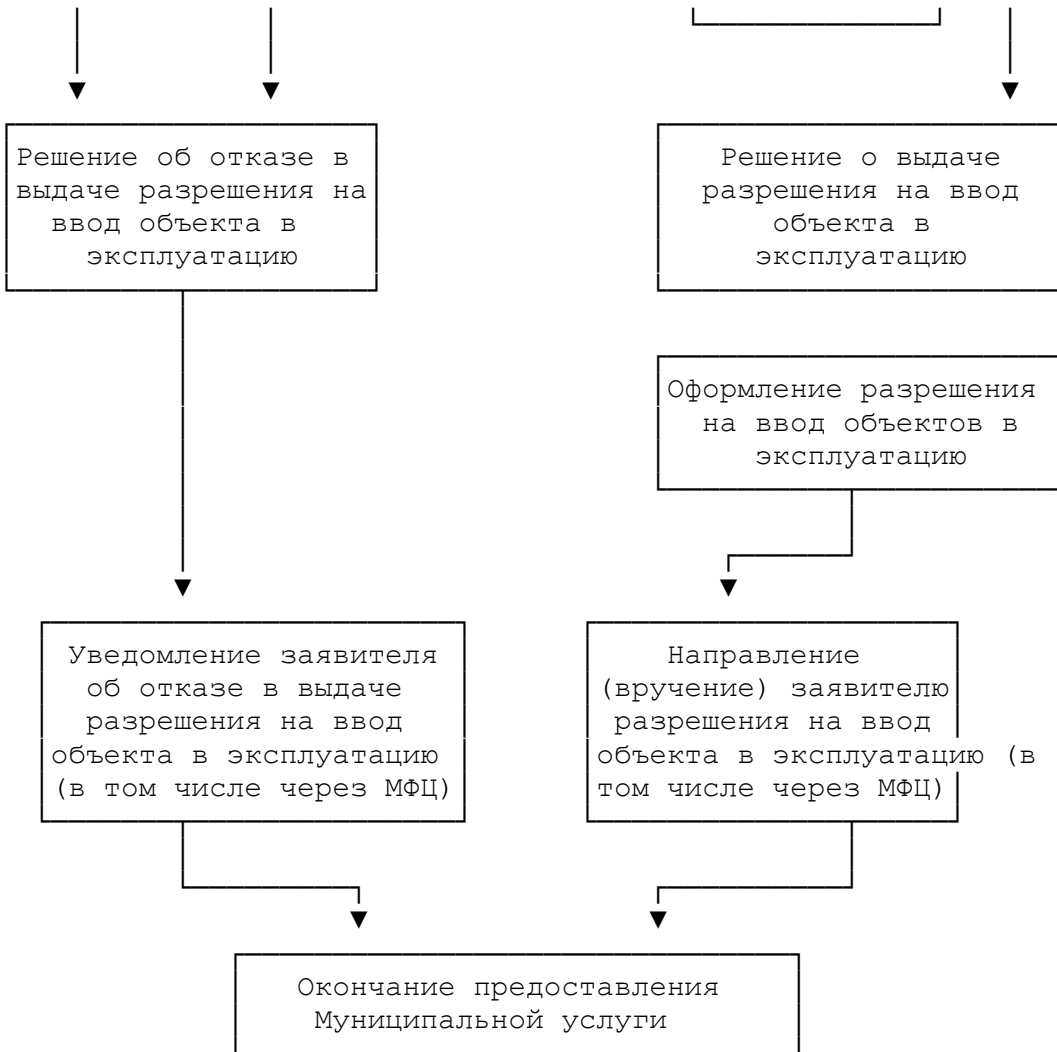 Решение об отказе в
выдаче разрешения на
ввод объекта в
эксплуатацию
Решение о выдаче
разрешения на ввод
объекта в
эксплуатацию
Оформление разрешения
на ввод объектов в
эксплуатацию
Уведомление заявителя
об отказе в выдаче
разрешения на ввод
объекта в эксплуатацию
(в том числе через МФЦ)
Направление
(вручение) заявителю
разрешения на ввод
объекта в эксплуатацию (в
том числе через МФЦ)
Окончание предоставления
Муниципальной услуги